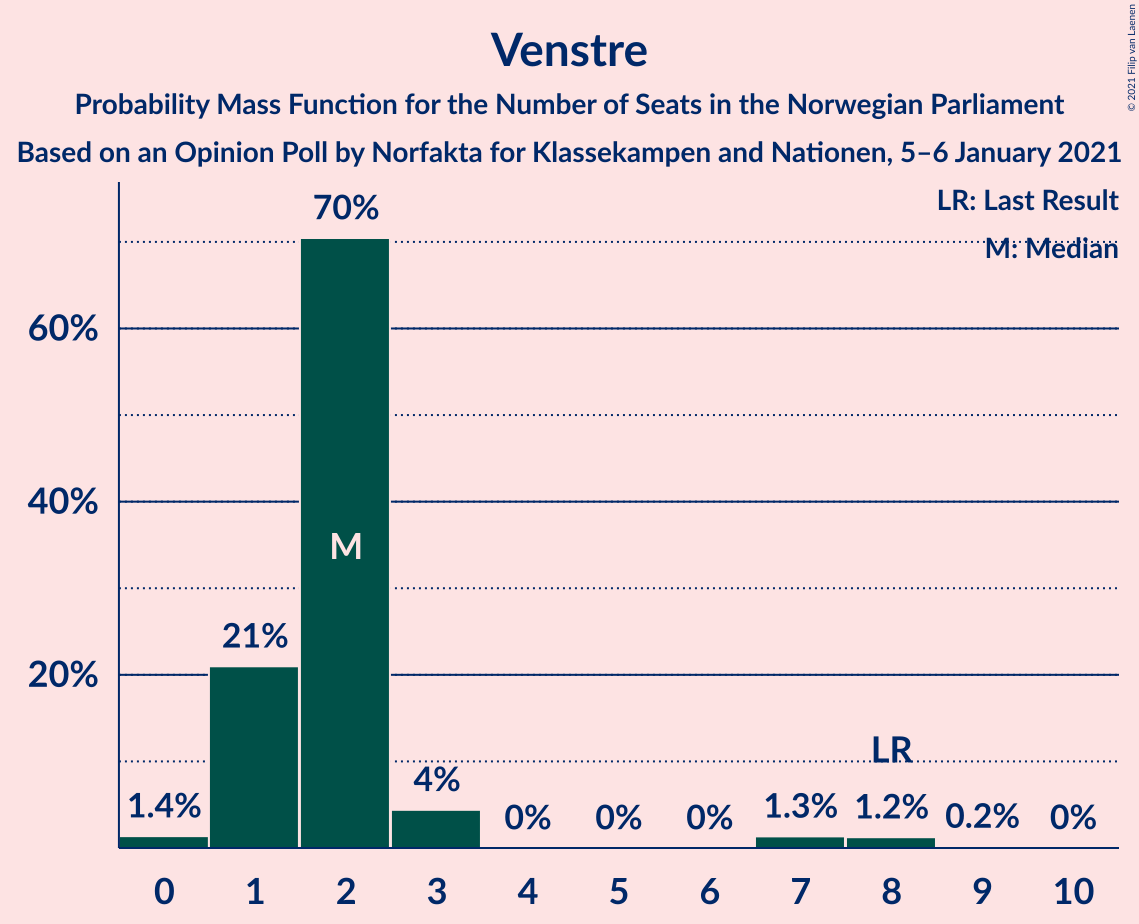 Venstre
Probability Mass Function for the Number of Seats in the Norwegian Parliament
Based on an Opinion Poll by Norfakta for Klassekampen and Nationen, 5–6 January 2021
© 2021 Filip van Laenen
LR: Last Result
M: Median
60%
40%
20%
1.4%
21%
70%
M
4%
0%
0%
0%
1.3%
LR
1.2%
0.2%
0%
0 1 2 3 4 5 6 7 8 9 10